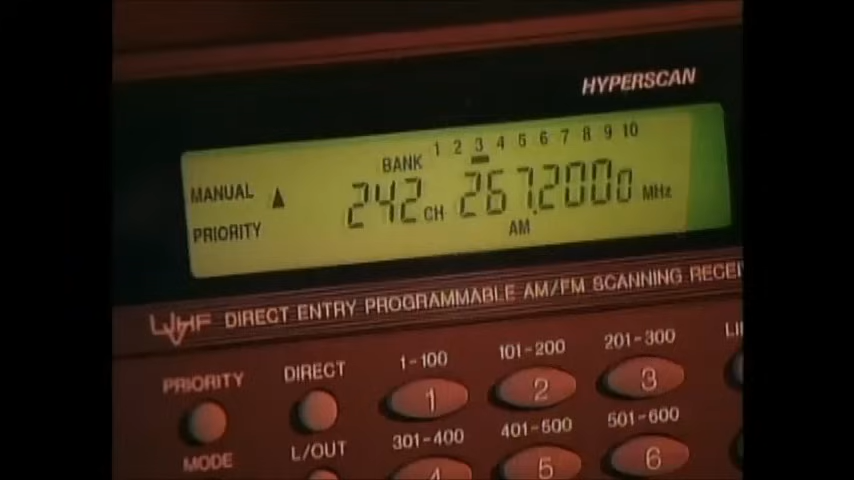 HYPERSCAN
1 2 3 4 5 6 7 8 9 10
BANK
MANUAL ▲ 242 CH 267.2000 MHz
PRIORITY AM
DIRECT ENTRY PROGRAMMABLE AM/FM SCANNING
PRIORITY DIRECT 1-100 101-200 201-300
1 2 3
MODE L/OUT 301-400 401-500 501-600
4 5 6